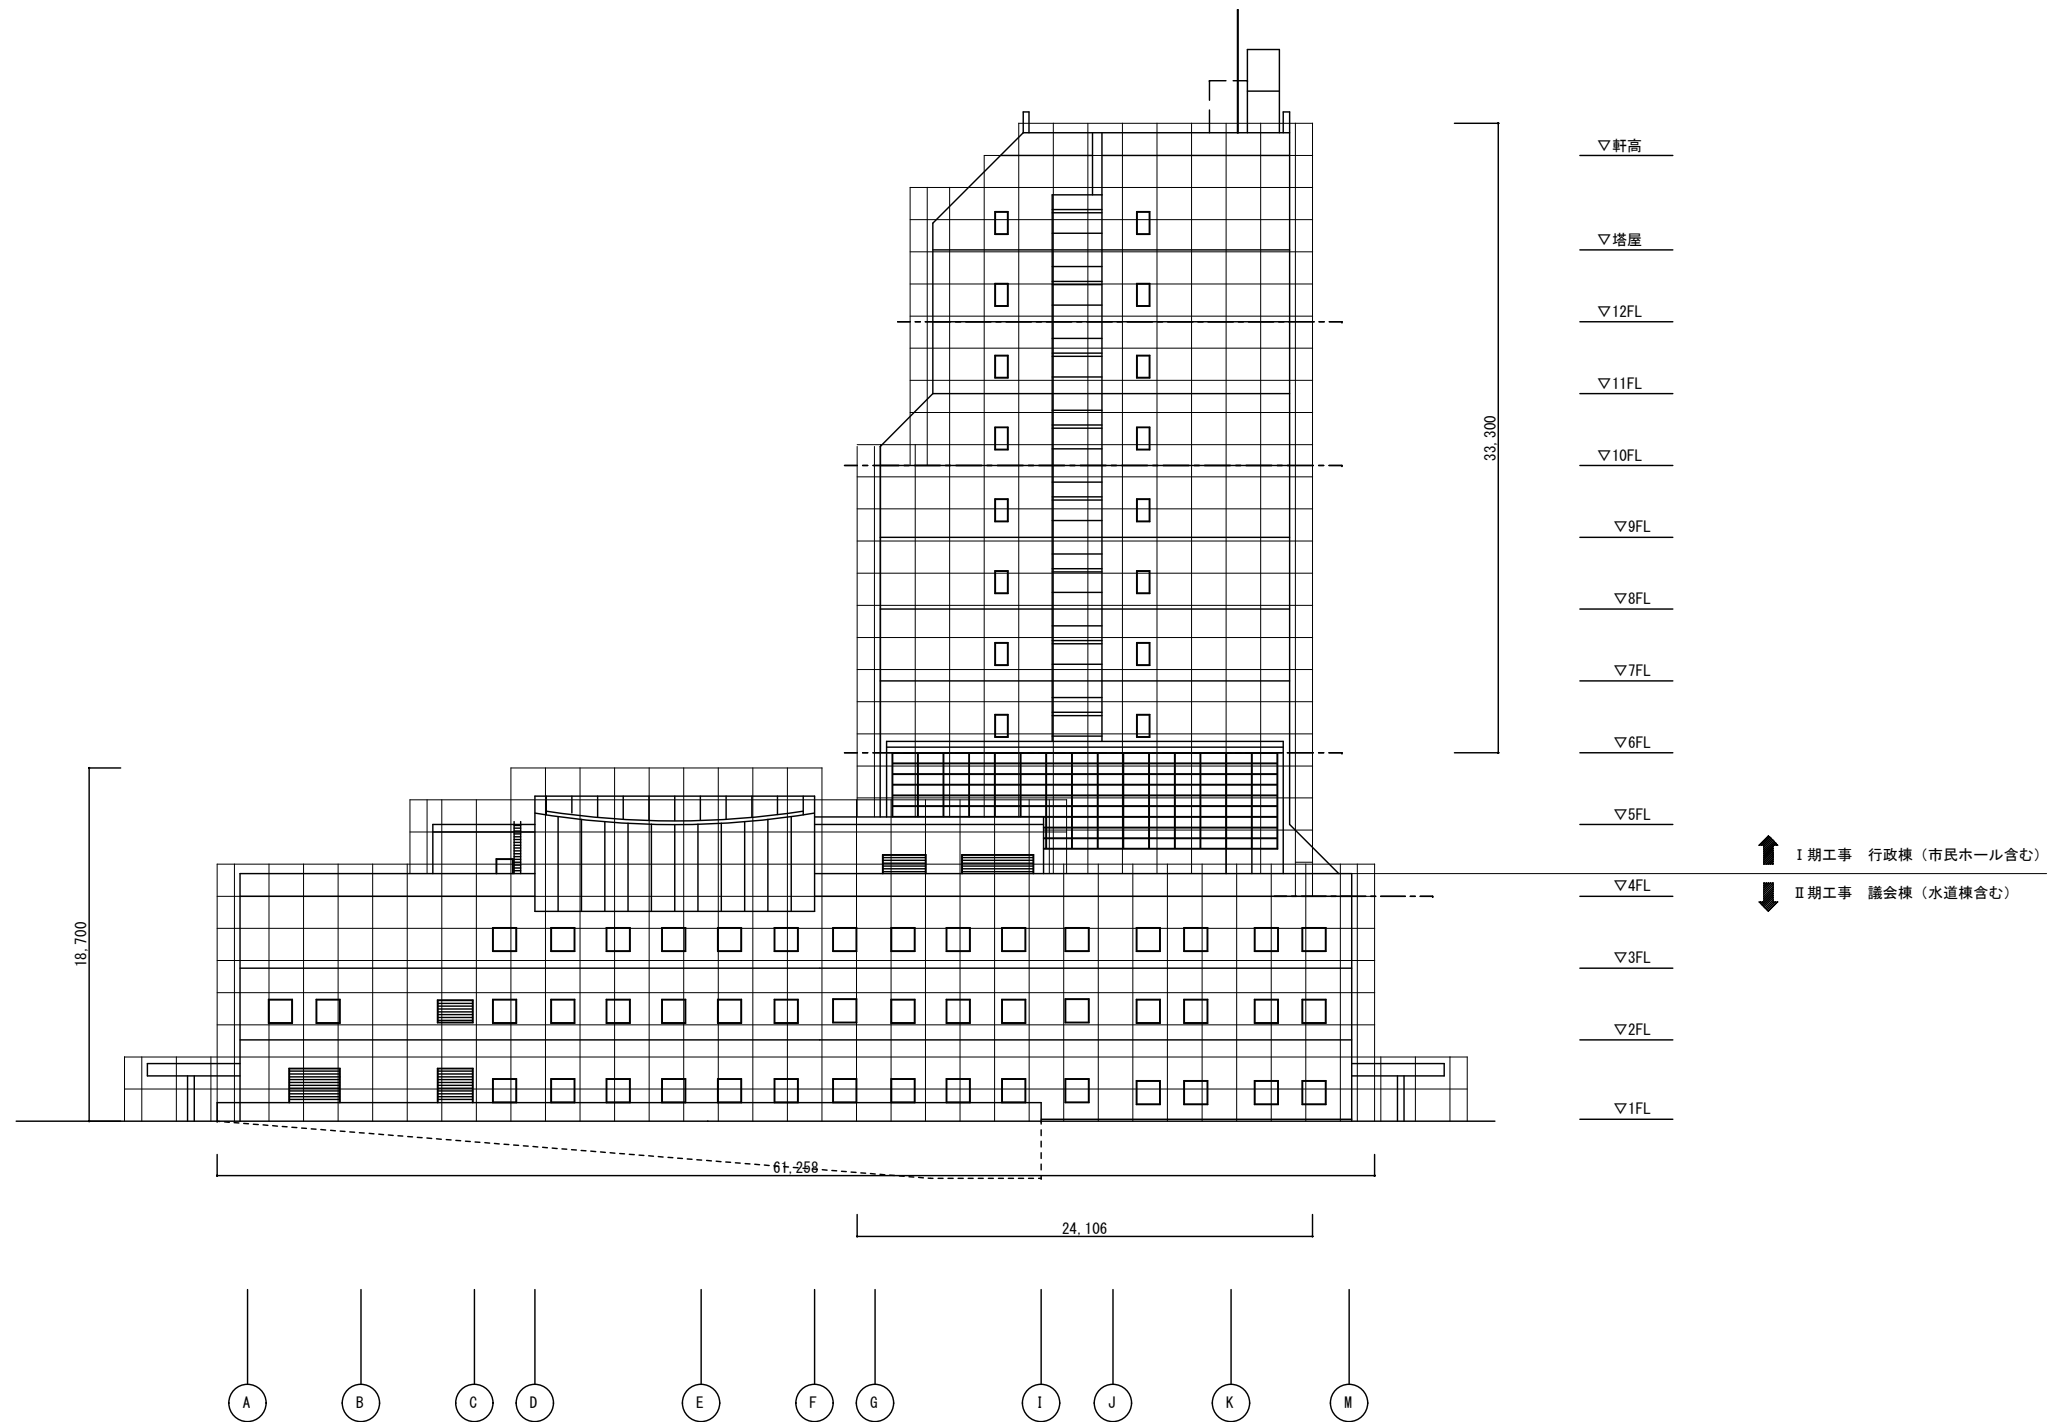 ▽軒高
▽塔屋
▽12FL
▽11FL
33,300
▽10FL
▽9FL
▽8FL
▽7FL
▽6FL
▽5FL
Ⅰ期工事　行政棟（市民ホール含む）
▽4FL
Ⅱ期工事　議会棟（水道棟含む）
18,700
▽3FL
▽2FL
▽1FL
61,258
24,106
A B C D E F G I J K M